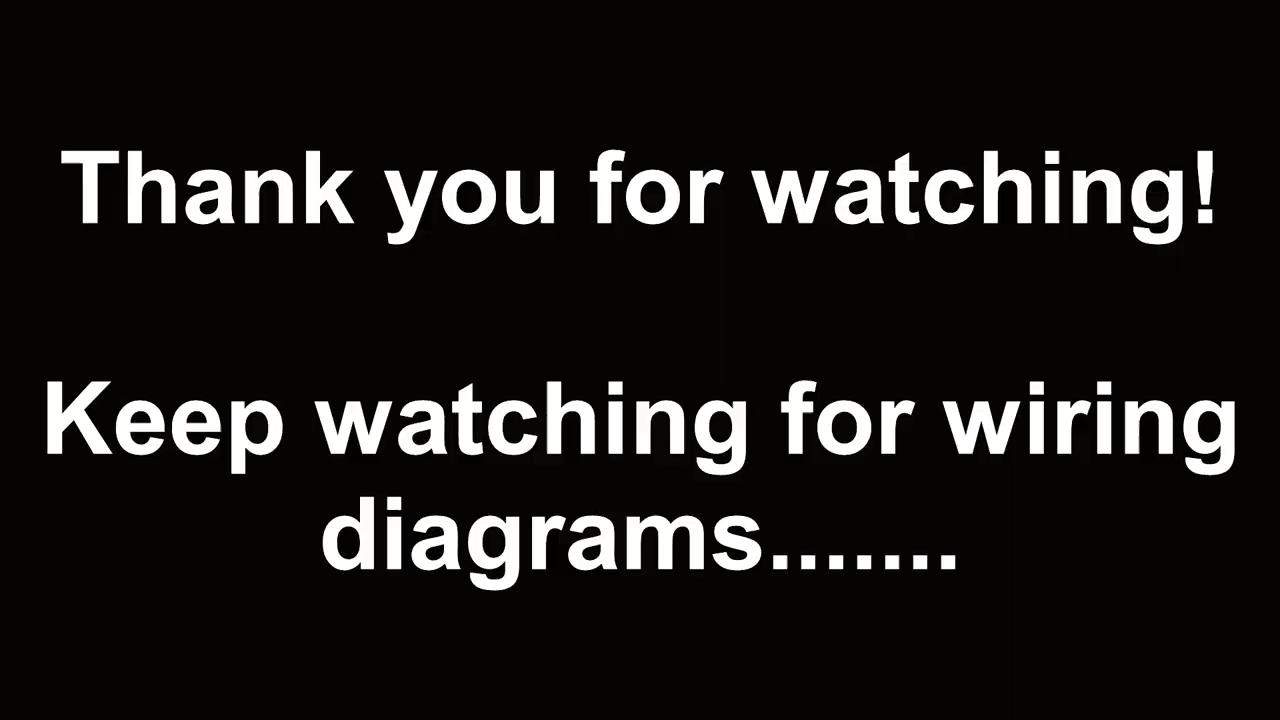 Thank you for watching!
Keep watching for wiring
diagrams.......